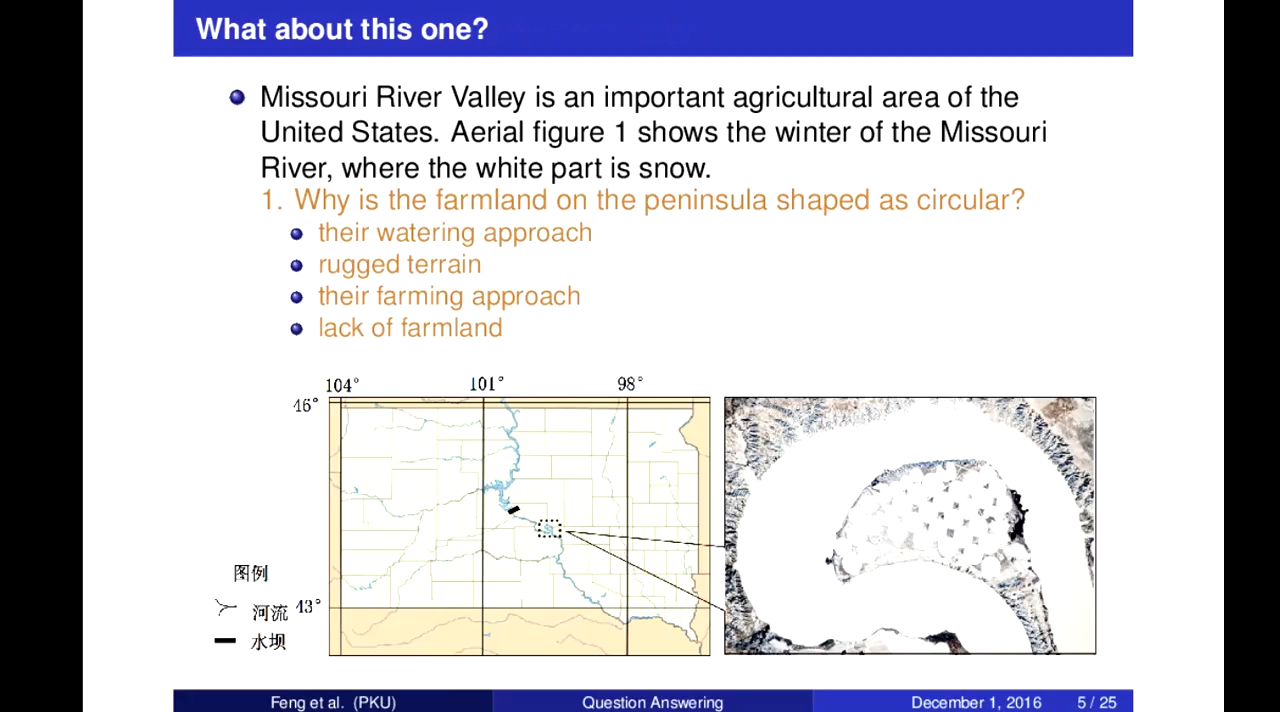 What about this one?
Missouri River Valley is an important agricultural area of the
United States. Aerial figure 1 shows the winter of the Missouri
River, where the white part is snow.
1. Why is the farmland on the peninsula shaped as circular?
their watering approach
rugged terrain
their farming approach
lack of farmland
104° 101° 98°
46°
图例
河流 43°
水坝
Feng et al. (PKU) Question Answering December 1, 2016 5 / 25